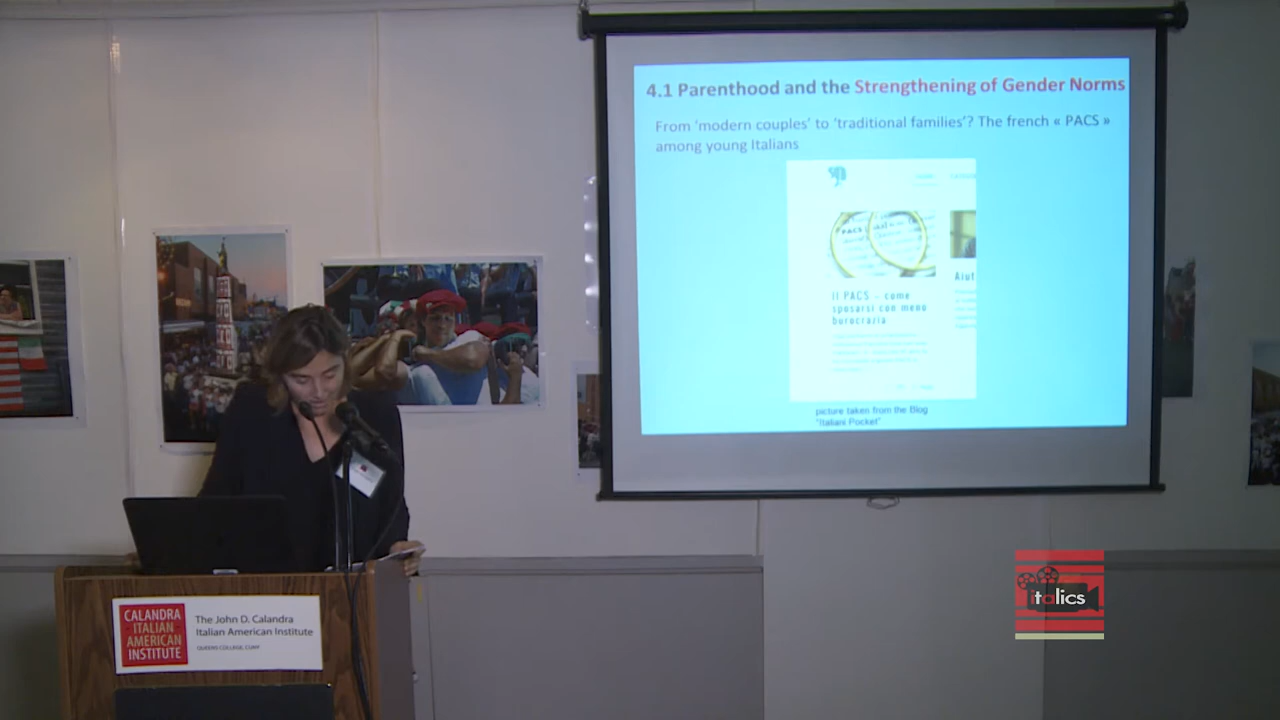 4.1 Parenthood and the Strengthening of Gender Norms
From ‘modern couples’ to ‘traditional families’? The french « PACS »
among young Italians
PACS
Aiut
Il PACS – come
sposarsi con meno
burocrazia
picture taken from the Blog
"Italiani Pocket"
CALANDRA
ITALIAN
AMERICAN
INSTITUTE
The John D. Calandra
Italian American Institute
QUEENS COLLEGE, CUNY
italics